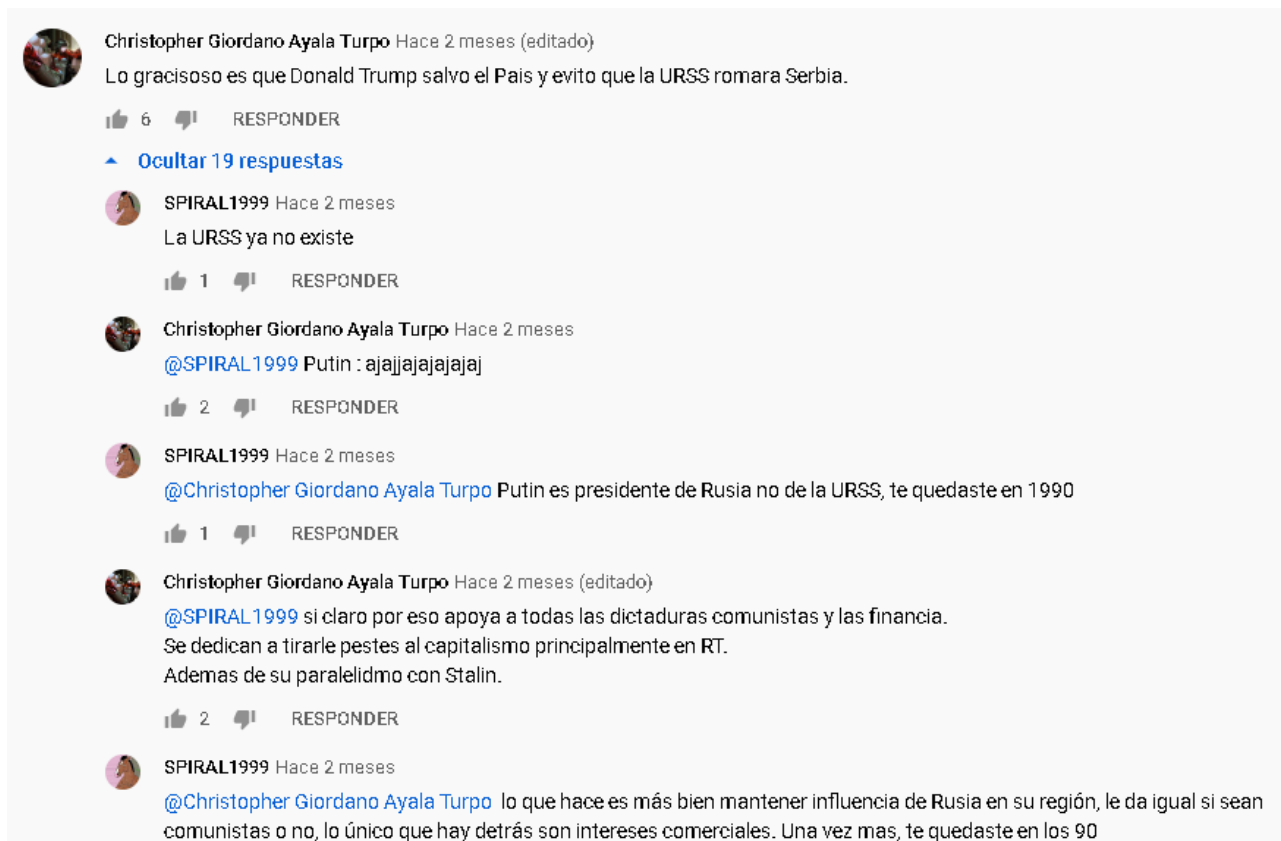 Christopher Giordano Ayala Turpo Hace 2 meses (editado)
Lo gracisoso es que Donald Trump salvo el Pais y evito que la URSS romara Serbia.
6 RESPONDER
Ocultar 19 respuestas
SPIRAL1999 Hace 2 meses
La URSS ya no existe
1 RESPONDER
Christopher Giordano Ayala Turpo Hace 2 meses
@SPIRAL1999 Putin : ajajjajajajajaj
2 RESPONDER
SPIRAL1999 Hace 2 meses
@Christopher Giordano Ayala Turpo Putin es presidente de Rusia no de la URSS, te quedaste en 1990
1 RESPONDER
Christopher Giordano Ayala Turpo Hace 2 meses (editado)
@SPIRAL1999 si claro por eso apoya a todas las dictaduras comunistas y las financia.
Se dedican a tirarle pestes al capitalismo principalmente en RT.
Ademas de su paralelidmo con Stalin.
2 RESPONDER
SPIRAL1999 Hace 2 meses
@Christopher Giordano Ayala Turpo lo que hace es más bien mantener influencia de Rusia en su región, le da igual si sean
comunistas o no, lo único que hay detrás son intereses comerciales. Una vez mas, te quedaste en los 90